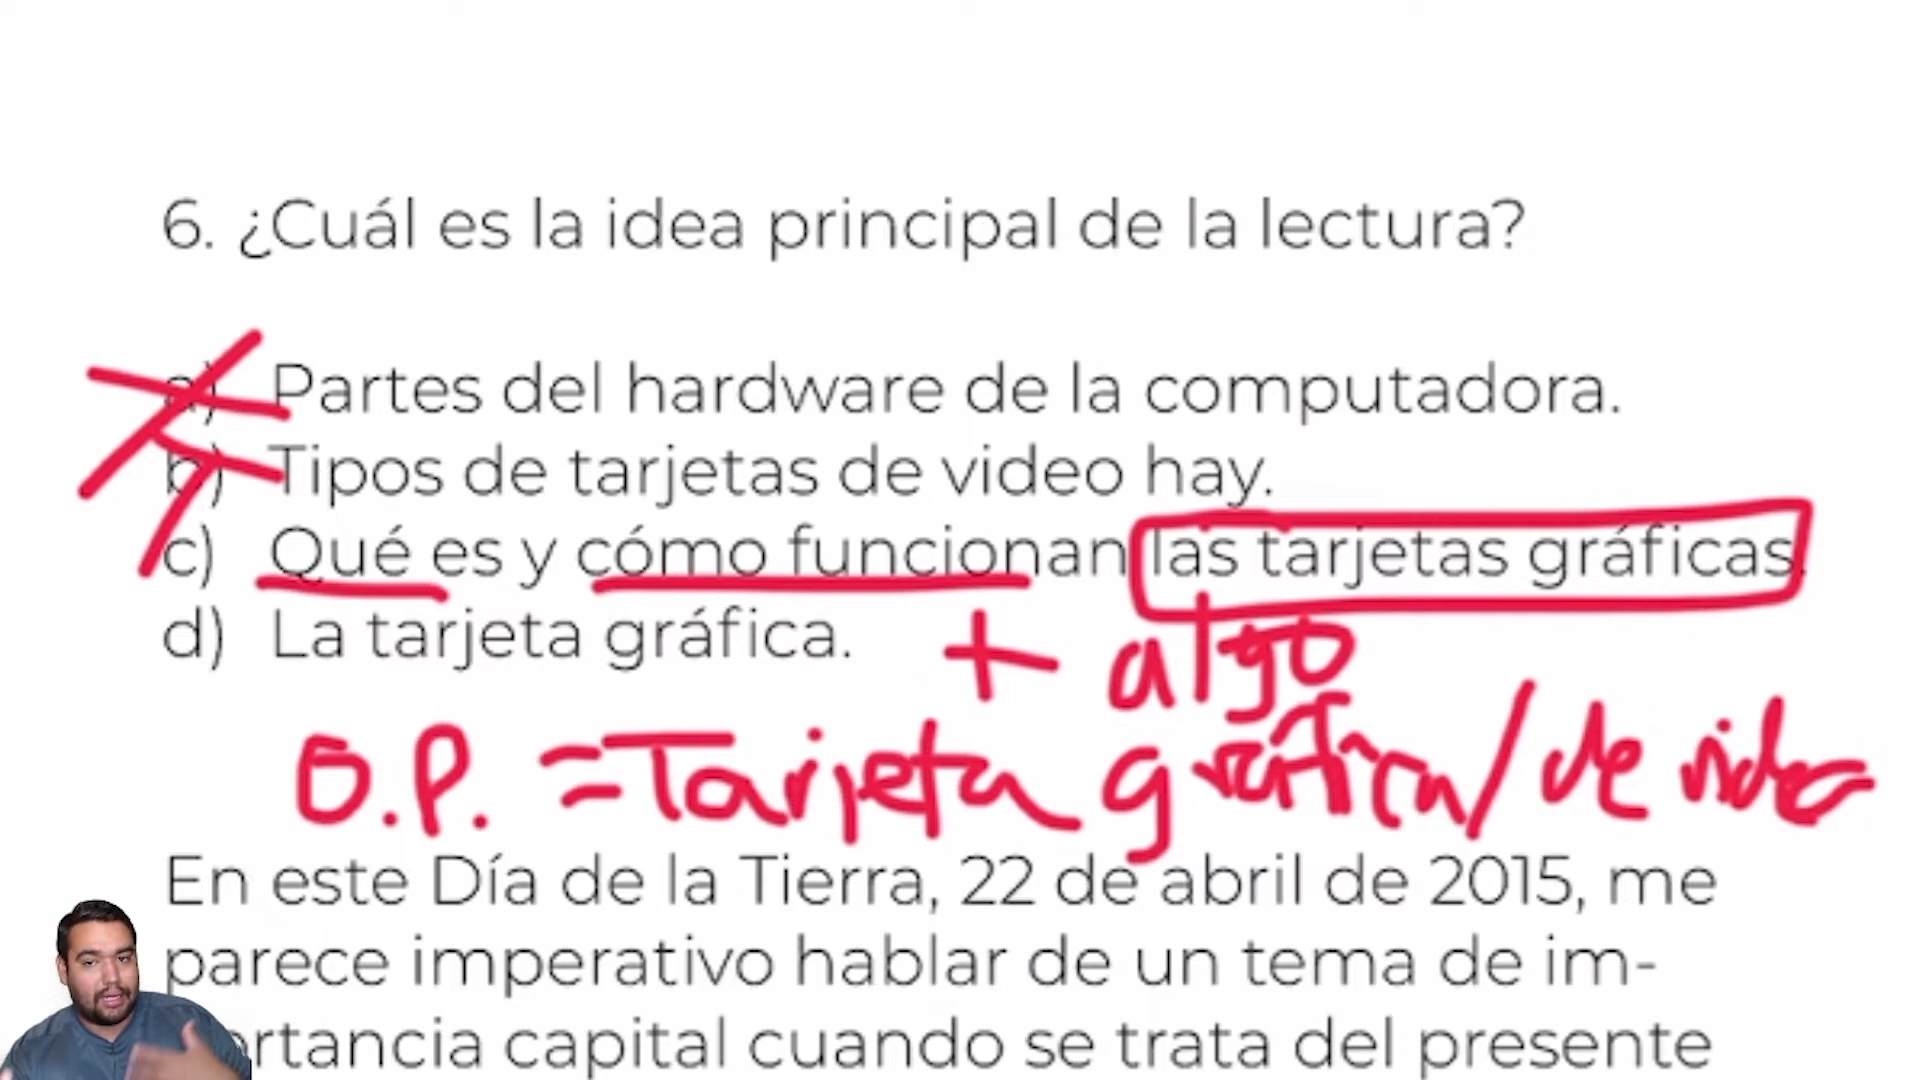 6. ¿Cuál es la idea principal de la lectura?
a) Partes del hardware de la computadora.
b) Tipos de tarjetas de video hay.
c) Qué es y cómo funcionan las tarjetas gráficas.
d) La tarjeta gráfica.
+ algo
O.P. = Tarjeta gráfica/de video
En este Día de la Tierra, 22 de abril de 2015, me
parece imperativo hablar de un tema de im-
ortancia capital cuando se trata del presente